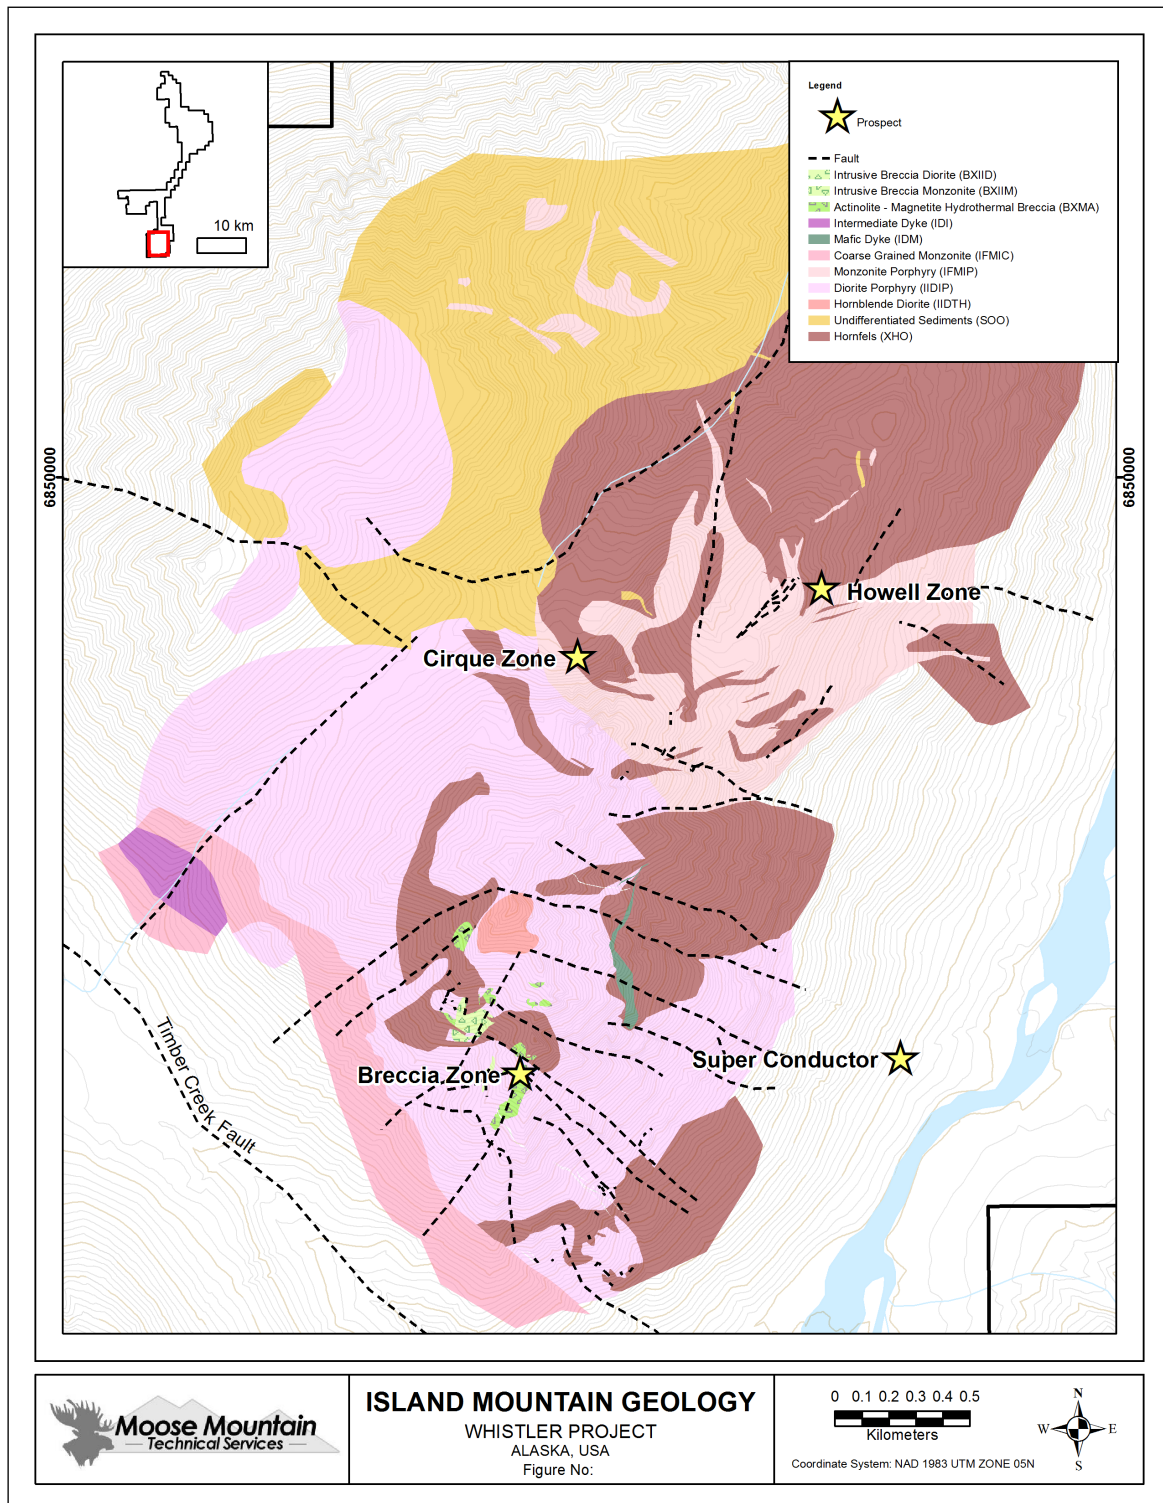 10 km
Legend
Prospect
Fault
Intrusive Breccia Diorite (BXIID)
Intrusive Breccia Monzonite (BXIIM)
Actinolite - Magnetite Hydrothermal Breccia (BXMA)
Intermediate Dyke (IDI)
Mafic Dyke (IDM)
Coarse Grained Monzonite (IFMIC)
Monzonite Porphyry (IFMIP)
Diorite Porphyry (IIDIP)
Hornblende Diorite (IIDTH)
Undifferentiated Sediments (SOO)
Hornfels (XHO)
6850000
6850000
Howell Zone
Cirque Zone
Super Conductor
Breccia Zone
Timber Creek Fault
Moose Mountain
Technical Services
ISLAND MOUNTAIN GEOLOGY
WHISTLER PROJECT
ALASKA, USA
Figure No:
0 0.1 0.2 0.3 0.4 0.5
Kilometers
Coordinate System: NAD 1983 UTM ZONE 05N
N
W E
S